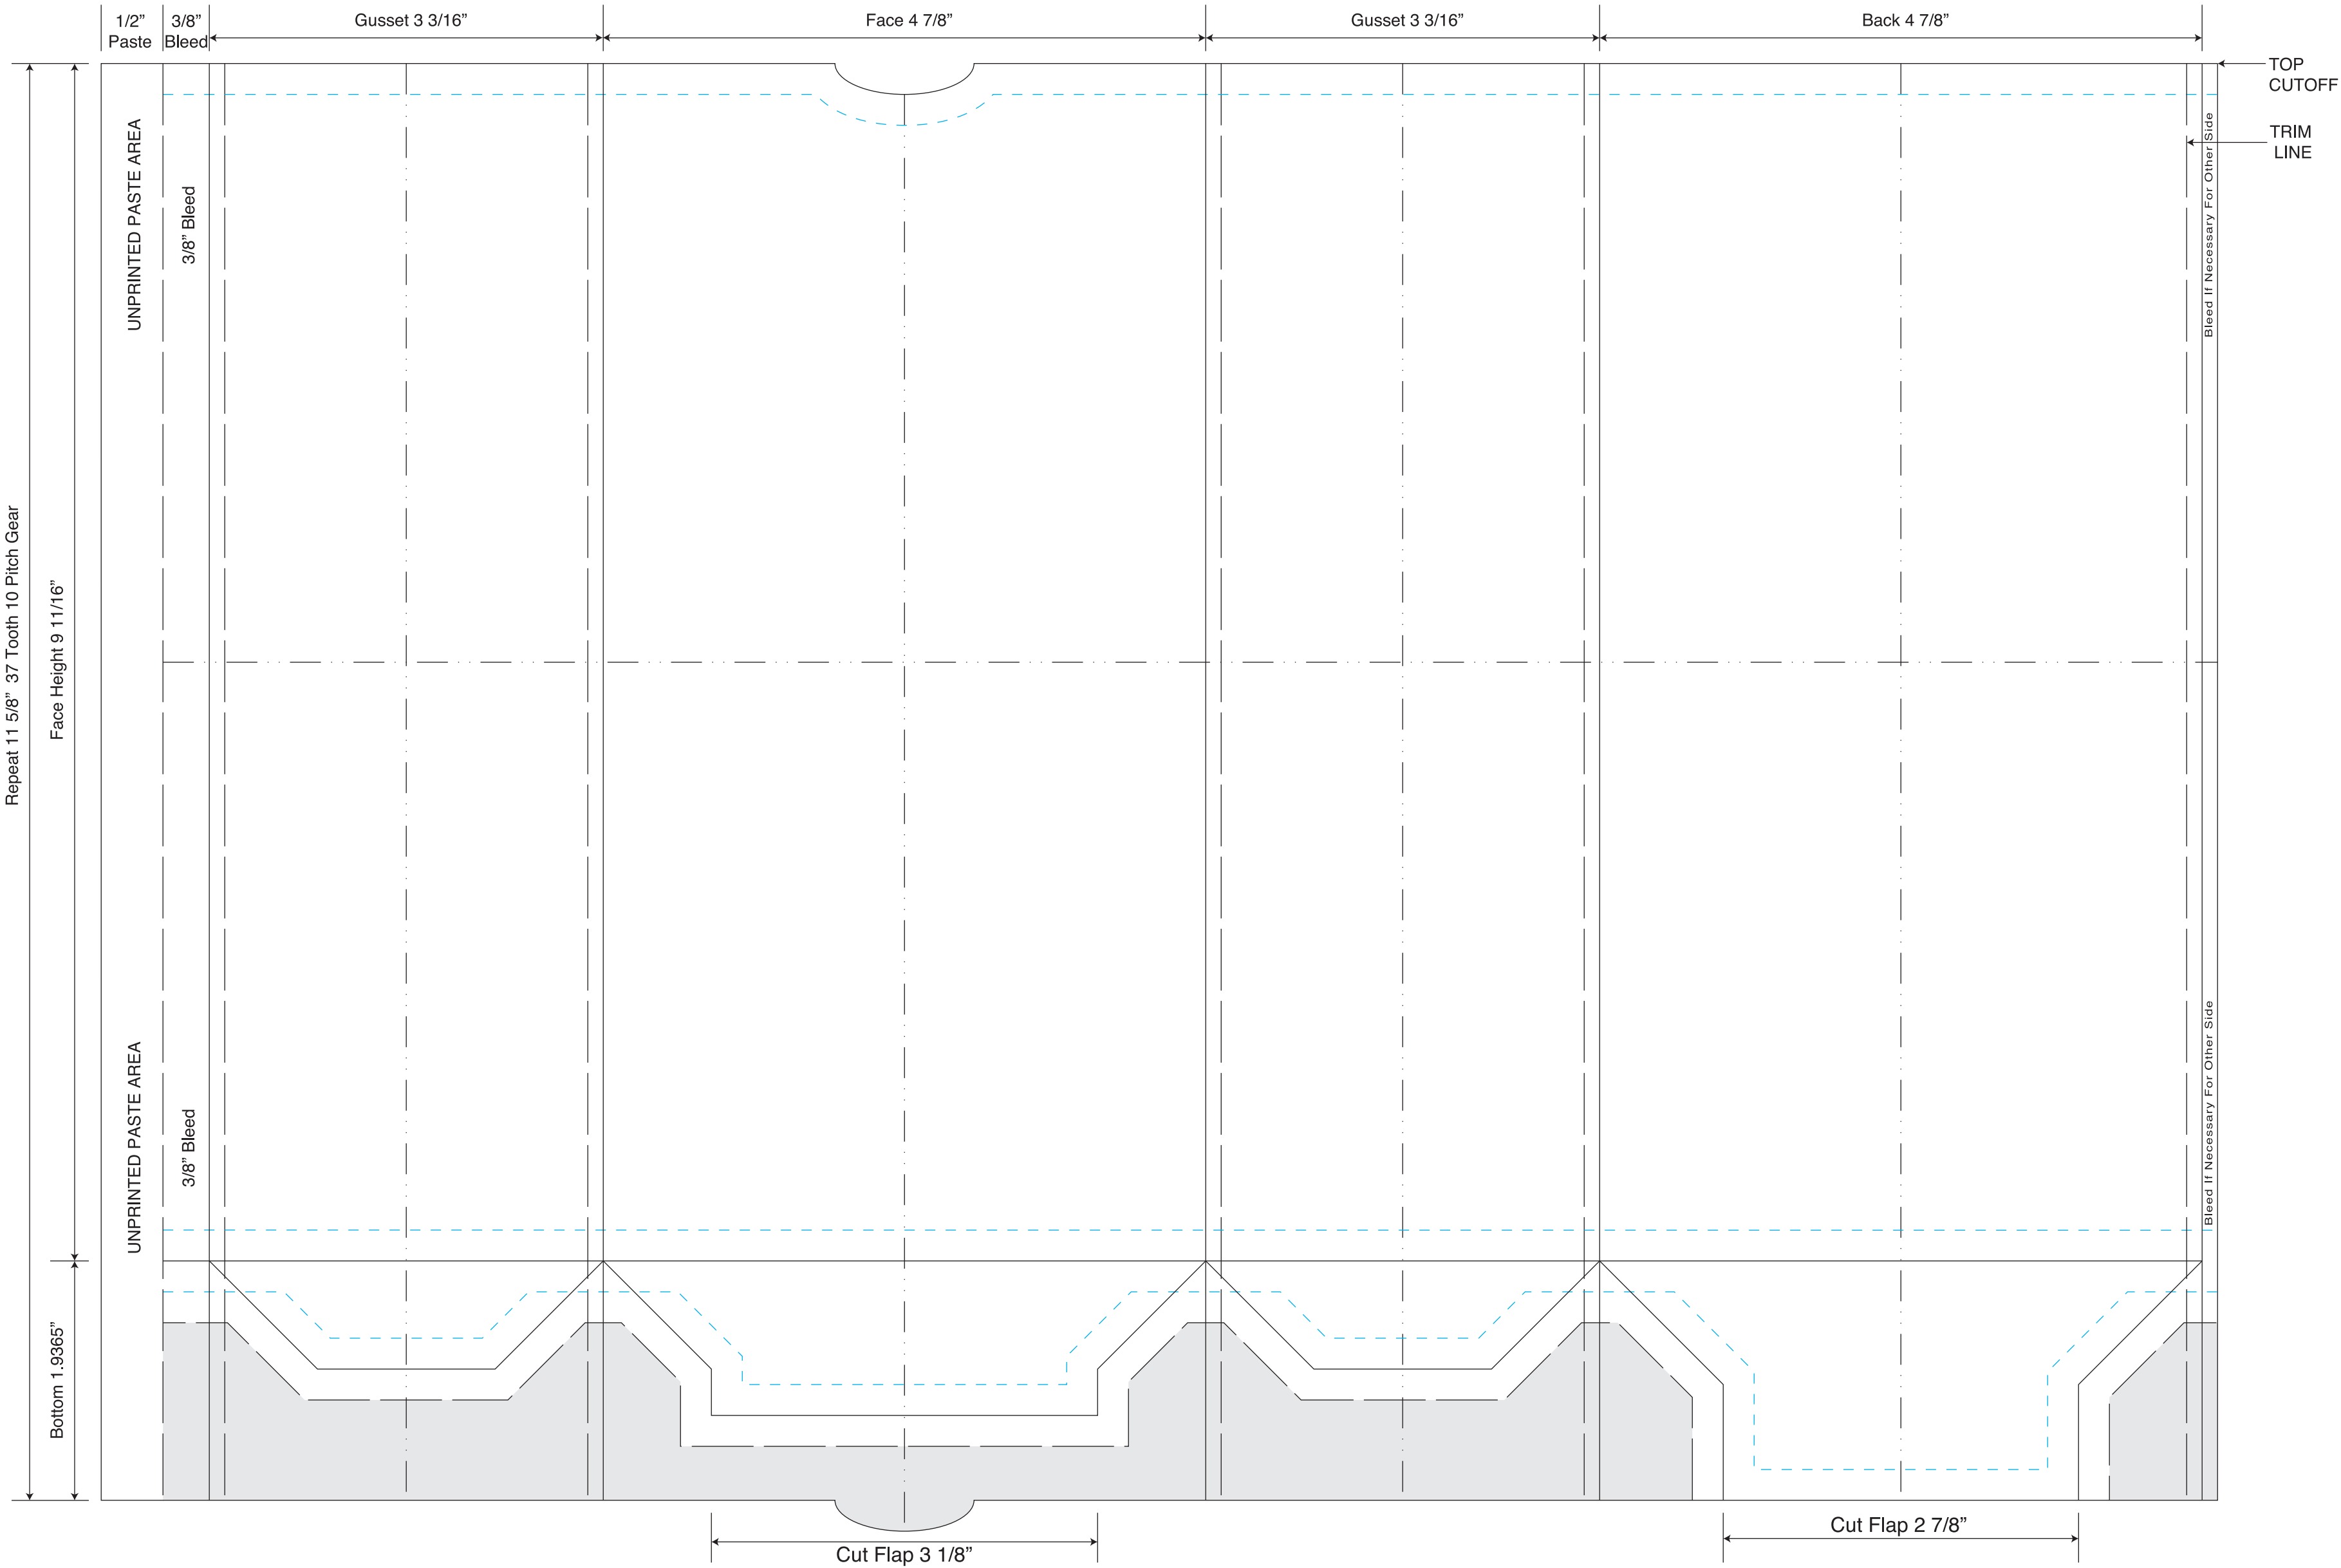 1/2”
Paste
3/8”
Bleed
Gusset 3 3/16”
Face 4 7/8”
Gusset 3 3/16”
Back 4 7/8”
TOP
CUTOFF
TRIM
LINE
UNPRINTED PASTE AREA
3/8” Bleed
Bleed If Necessary For Other Side
Repeat 11 5/8”  37 Tooth 10 Pitch Gear
Face Height 9 11/16”
UNPRINTED PASTE AREA
3/8” Bleed
Bleed If Necessary For Other Side
Bottom 1.9365”
Cut Flap 3 1/8”
Cut Flap 2 7/8”